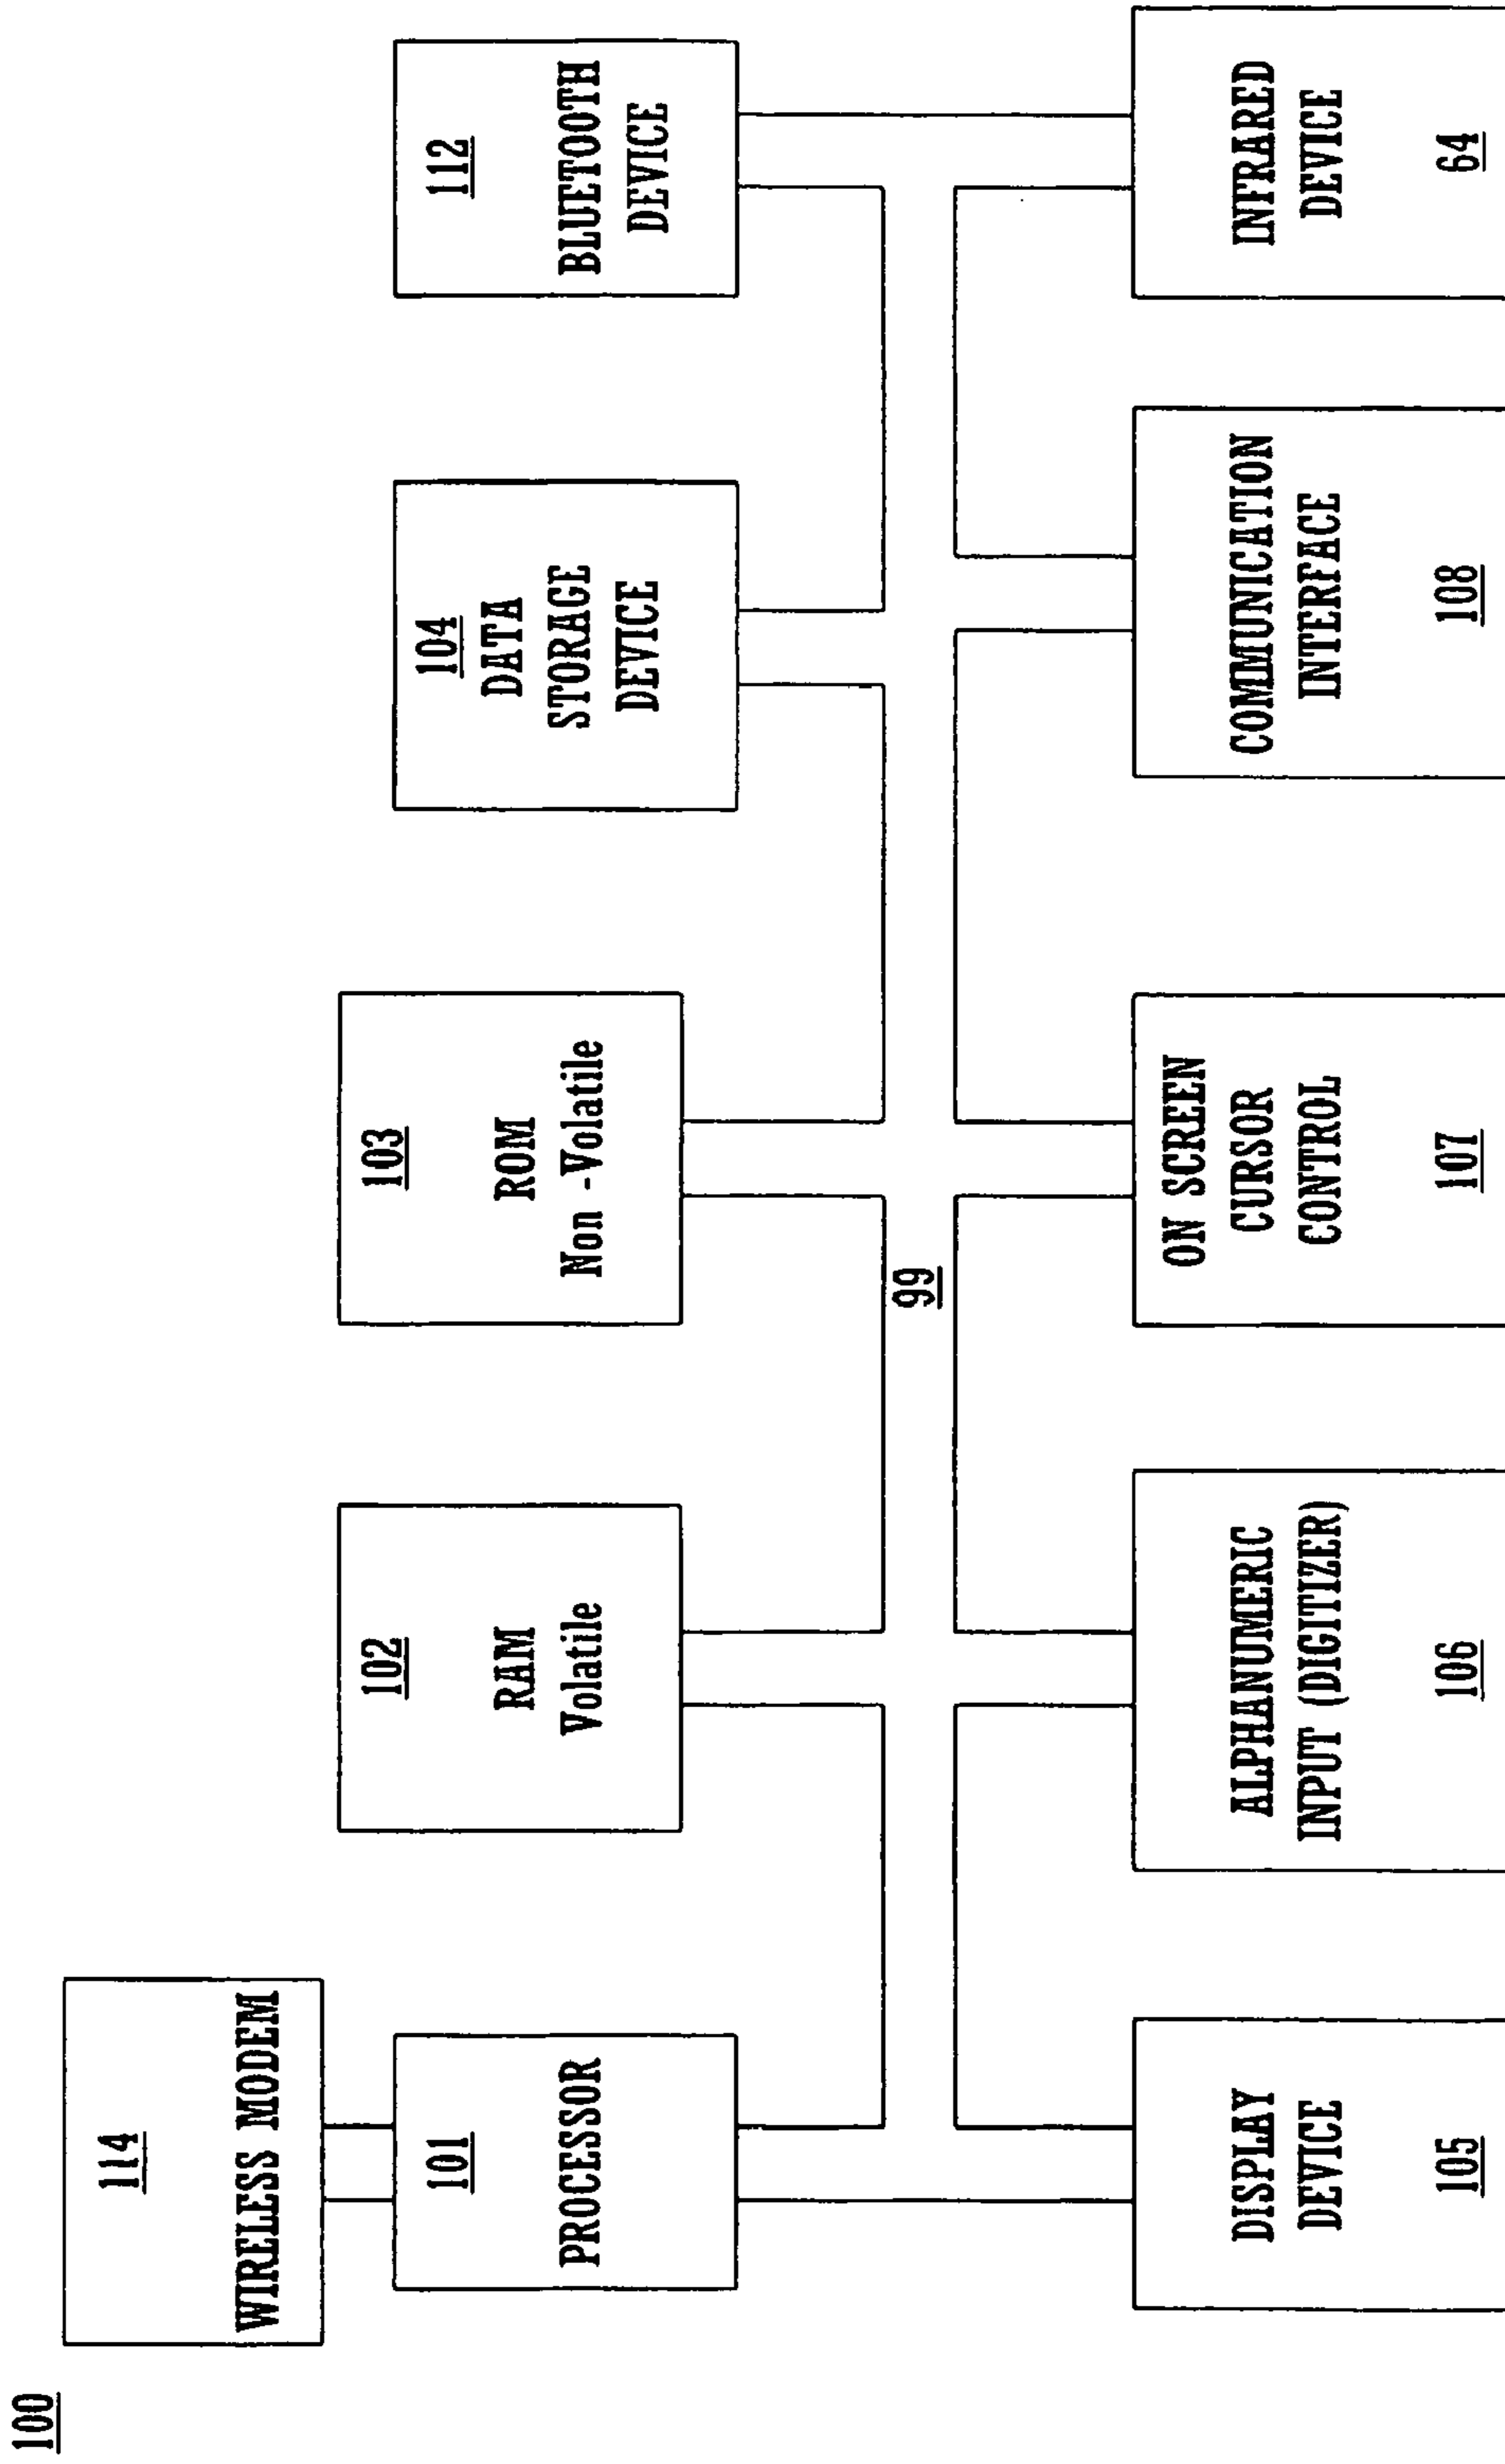 100
114
WIRELESS MODEM
101
PROCESSOR
102
RAM
Volatile
103
ROM
Non -Volatile
104
DATA
STORAGE
DEVICE
112
BLUETOOTH
DEVICE
99
DISPLAY
DEVICE
105
ALPHANUMERIC
INPUT (DIGITIZER)
106
ON SCREEN
CURSOR
CONTROL
107
COMMUNICATION
INTERFACE
108
INFRARED
DEVICE
64